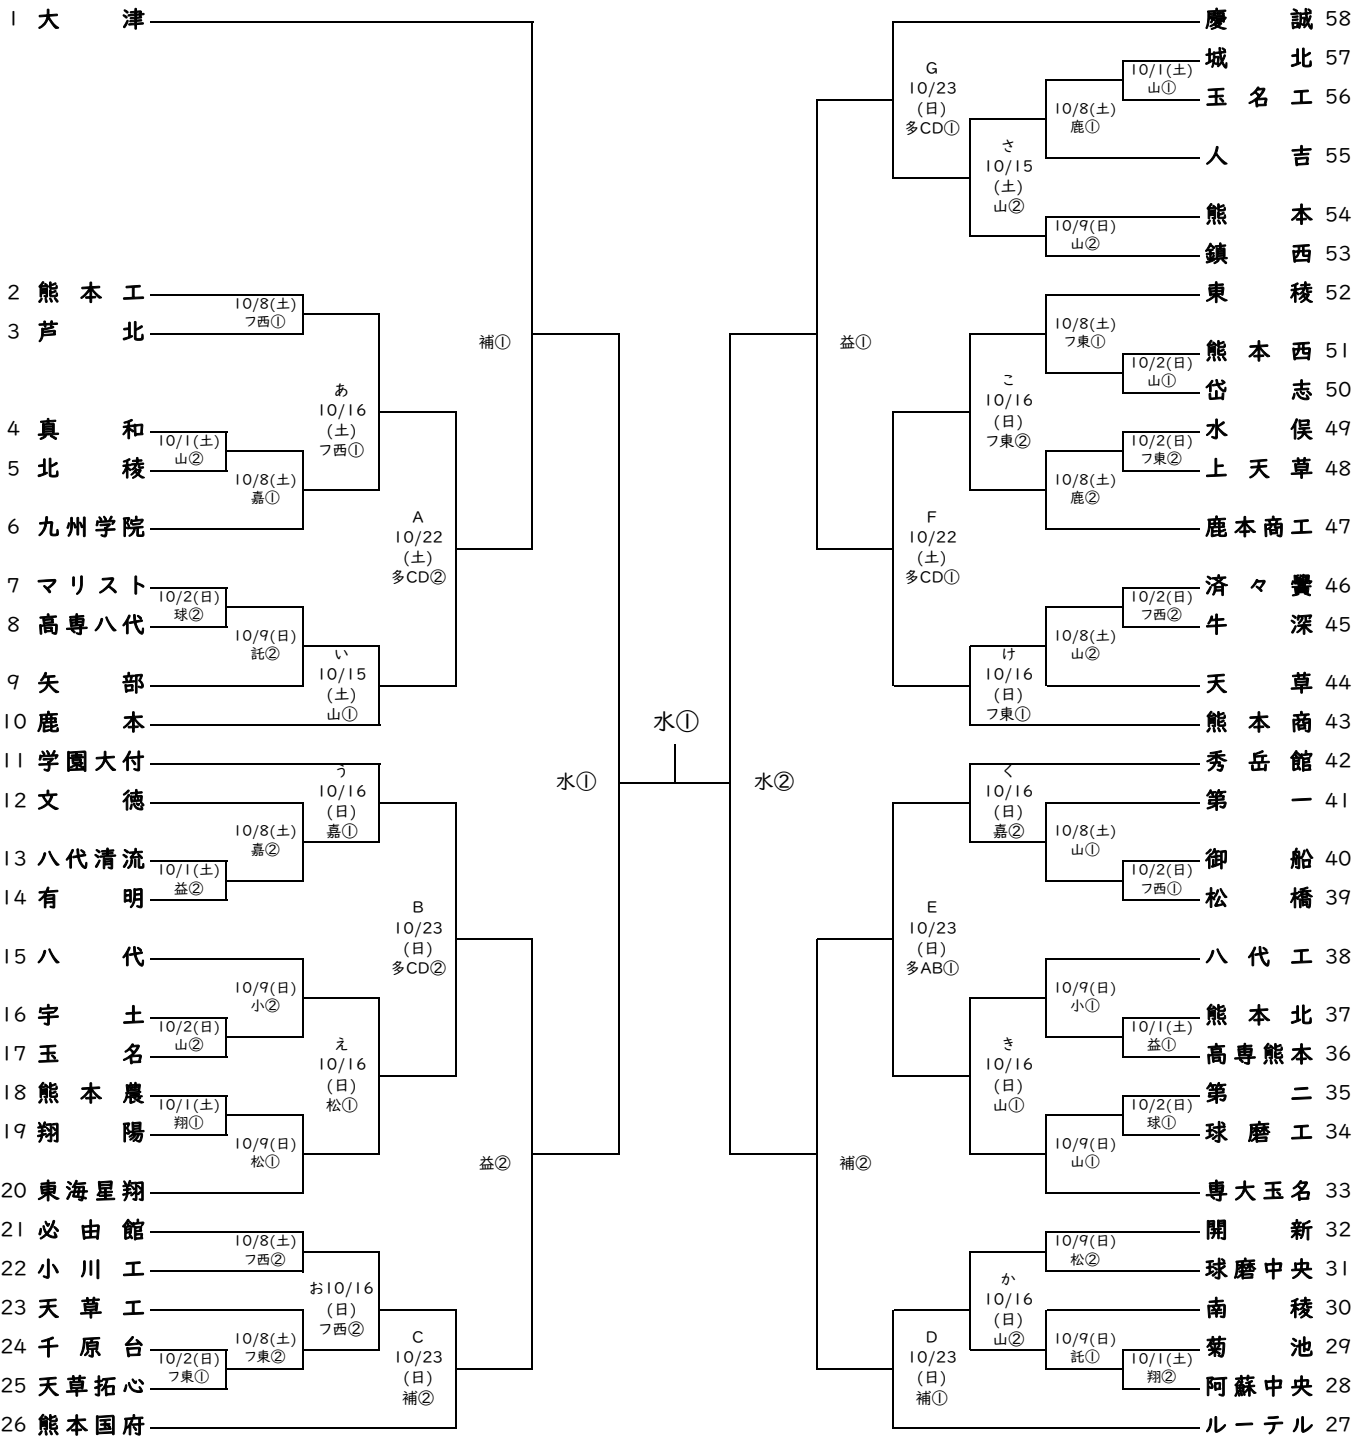 1 大津
2 熊本工
10/8(土)
フ西①
3 芦北
補①
あ
10/16
(土)
フ西①
4 真和
10/1(土)
山②
5 北稜
10/8(土)
嘉①
6 九州学院
A
10/22
(土)
多CD②
7 マリスト
10/2(日)
球②
8 高専八代
10/9(日)
託②
い
10/15
(土)
山①
9 矢部
10 鹿本
11 学園大付
う
10/16
(日)
嘉①
12 文徳
10/8(土)
嘉②
13 八代清流
10/1(土)
益②
14 有明
B
10/23
(日)
多CD②
15 八代
10/9(日)
小②
16 宇土
10/2(日)
山②
17 玉名
え
10/16
(日)
松①
18 熊本農
10/1(土)
翔①
19 翔陽
10/9(日)
松①
益②
20 東海星翔
21 必由館
10/8(土)
フ西②
22 小川工
お10/16
(日)
フ西②
23 天草工
24 千原台
10/8(土)
フ東②
10/2(日)
フ東①
25 天草拓心
C
10/23
(日)
補②
26 熊本国府
水①
水①
水②
慶誠 58
G
10/23
(日)
多CD①
城北 57
10/1(土)
山①
玉名工 56
10/8(土)
鹿①
さ
10/15
(土)
山②
人吉 55
熊本 54
10/9(日)
山②
鎮西 53
東稜 52
10/8(土)
フ東①
益①
熊本西 51
10/2(日)
山①
岱志 50
こ
10/16
(日)
フ東②
水俣 49
10/2(日)
フ東②
上天草 48
10/8(土)
鹿②
鹿本商工 47
F
10/22
(土)
多CD①
済々黌 46
10/2(日)
フ西②
牛深 45
10/8(土)
山②
け
10/16
(日)
フ東①
天草 44
熊本商 43
秀岳館 42
く
10/16
(日)
嘉②
第一 41
10/8(土)
山①
御船 40
10/2(日)
フ西①
松橋 39
E
10/23
(日)
多AB①
八代工 38
10/9(日)
小①
熊本北 37
10/1(土)
益①
高専熊本 36
き
10/16
(日)
山①
第二 35
10/2(日)
球①
球磨工 34
10/9(日)
山①
補②
専大玉名 33
開新 32
10/9(日)
松②
球磨中央 31
か
10/16
(日)
山②
南稜 30
10/9(日)
託①
菊池 29
10/1(土)
翔②
阿蘇中央 28
D
10/23
(日)
補①
ルーテル 27